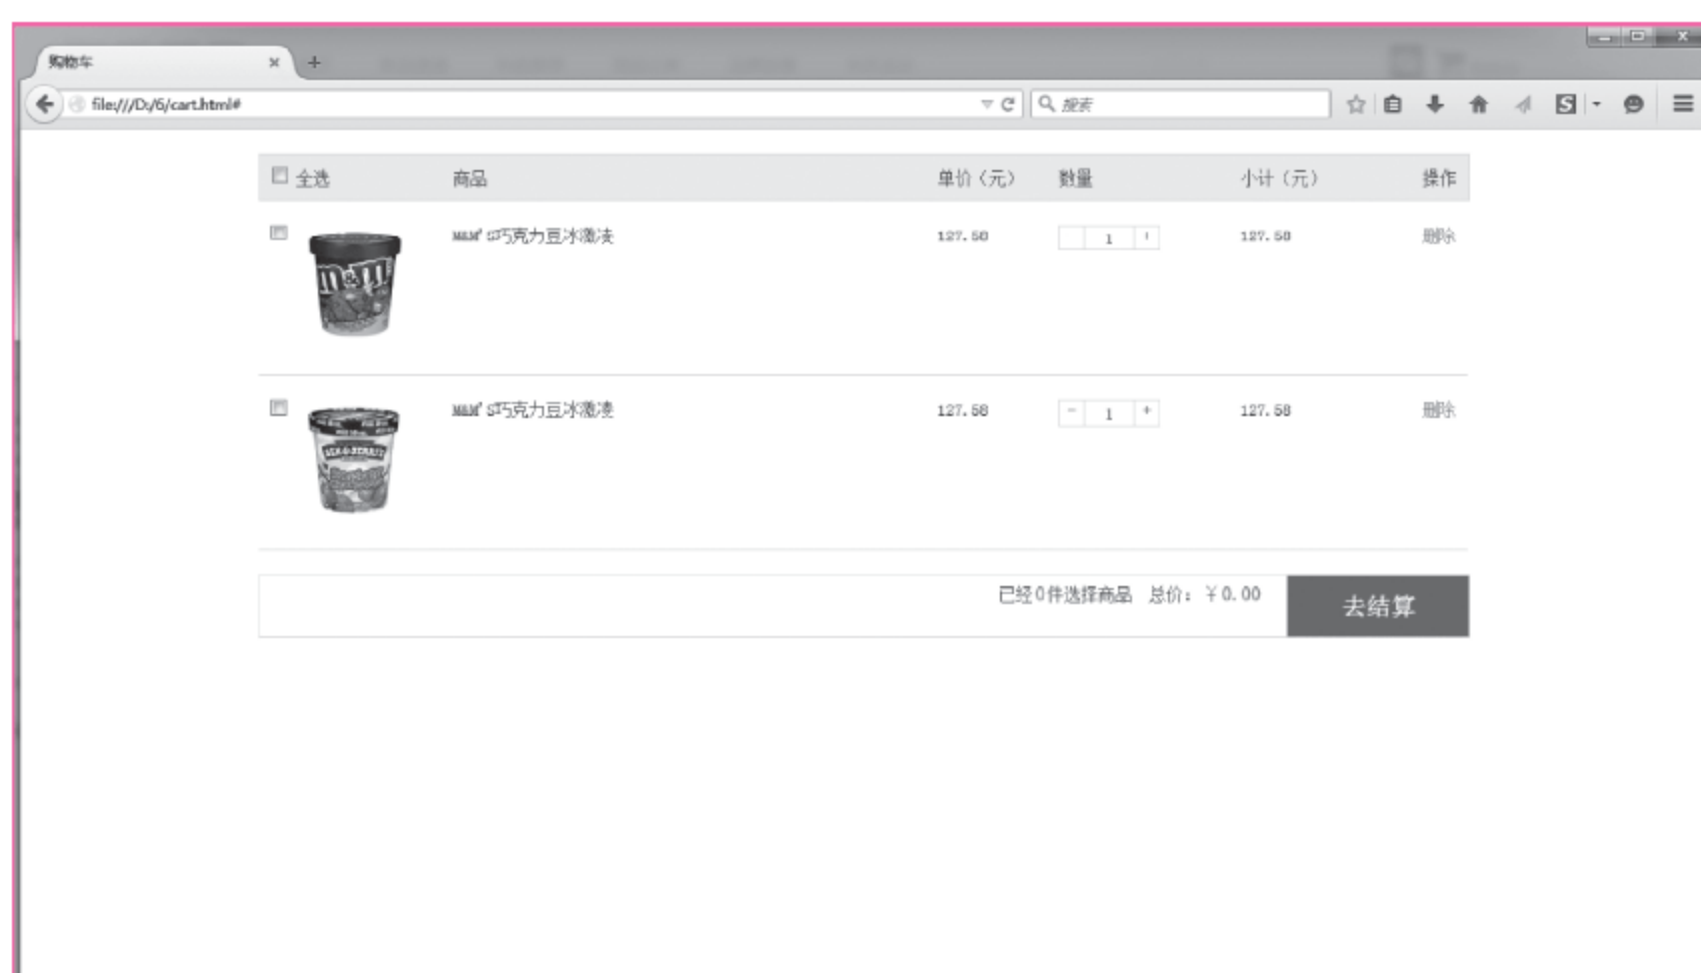 购物车
file:///D:/6/cart.html#
搜索
全选 商品 单价（元） 数量 小计（元） 操作
M&M' S巧克力豆冰激凌 127.58 1 127.58 删除
m&m
M&M' S巧克力豆冰激凌 127.58 - 1 + 127.58 删除
BEN & JERRY'S
已经0件选择商品 总价：￥0.00
去结算